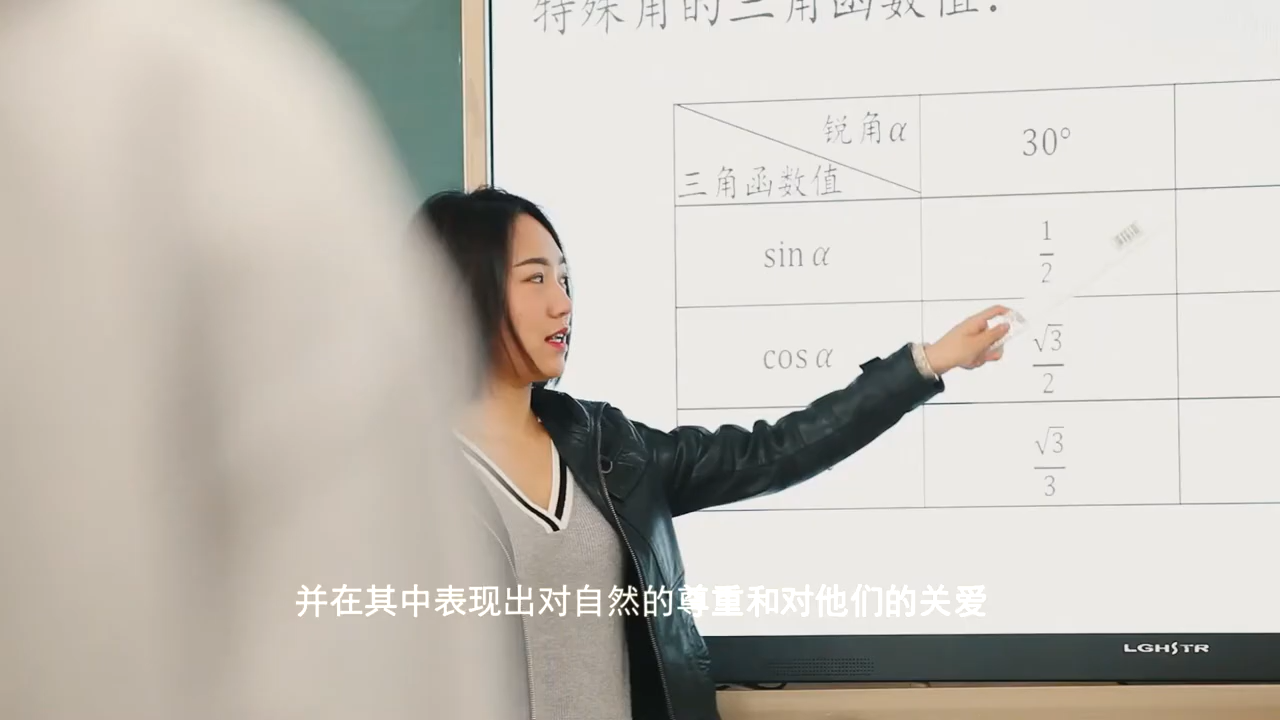 特殊角的三角函数值：
锐角α 30°
三角函数值
sin α 1/2
cos α √3/2
√3/3
并在其中表现出对自然的尊重和对他们的关爱
LGHSTR